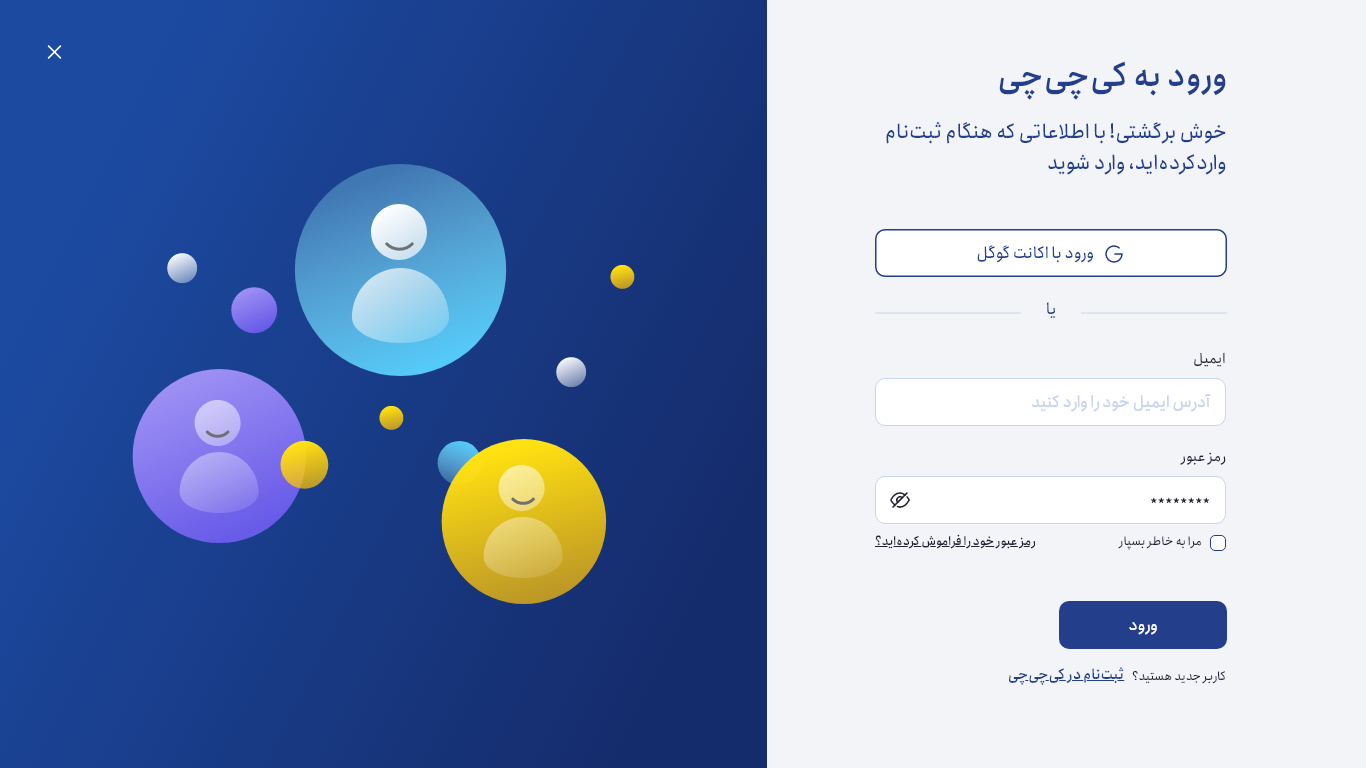 ورود به کی‌چی‌چی
خوش برگشتی! با اطلاعاتی که هنگام ثبت‌نام
وارد کرده‌اید، وارد شوید
ورود با اکانت گوگل
یا
ایمیل
آدرس ایمیل خود را وارد کنید
رمز عبور
********
مرا به خاطر بسپار
رمز عبور خود را فراموش کرده‌اید؟
ورود
کاربر جدید هستید؟ ثبت‌نام در کی‌چی‌چی